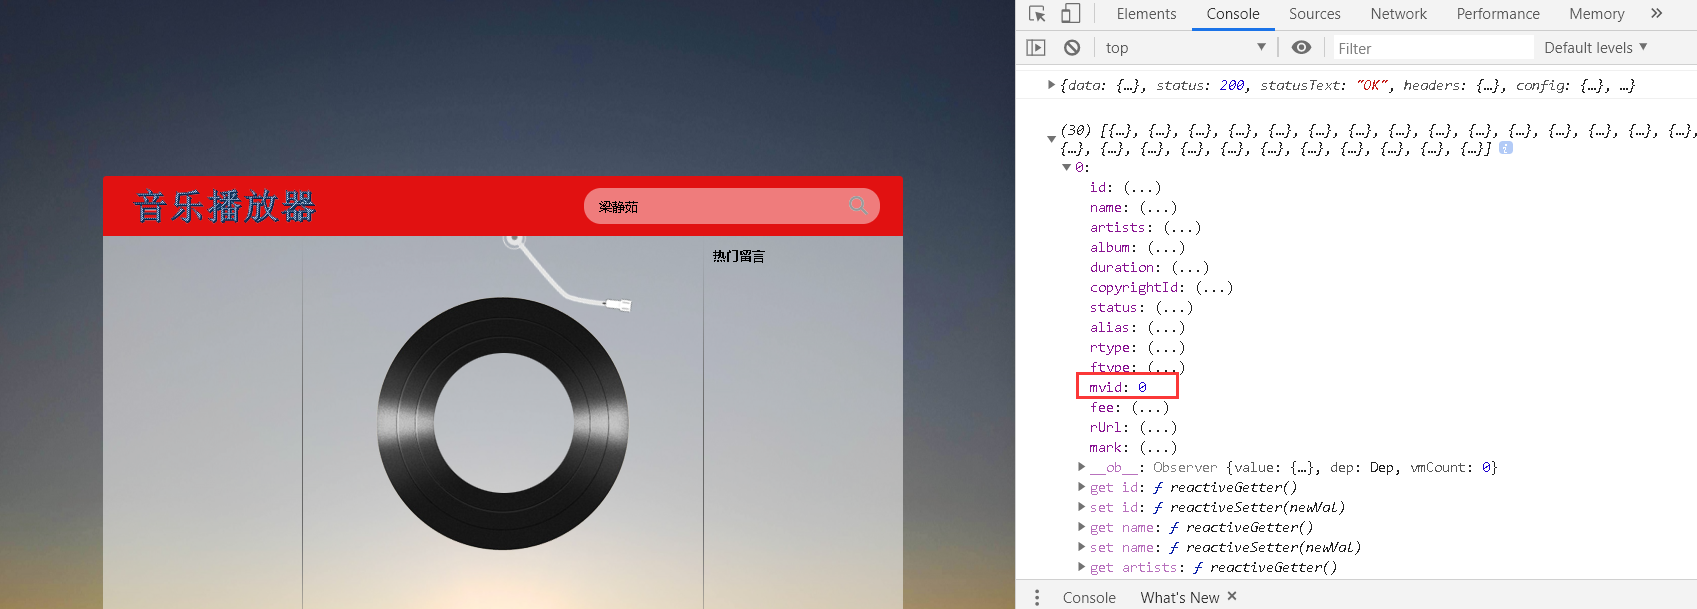 音乐播放器
梁静茹
热门留言
Elements Console Sources Network Performance Memory »
top ▼ Filter Default levels ▼
{data: {…}, status: 200, statusText: "OK", headers: {…}, config: {…}, …}
(30) [{…}, {…}, {…}, {…}, {…}, {…}, {…}, {…}, {…}, {…}, {…}, {…}, {…}, {…}, {…}, {…},
{…}, {…}, {…}, {…}, {…}, {…}, {…}, {…}, {…}, {…}, {…}] i
0:
id: (...)
name: (...)
artists: (...)
album: (...)
duration: (...)
copyrightId: (...)
status: (...)
alias: (...)
rtype: (...)
ftype: (...)
mvid: 0
fee: (...)
rUrl: (...)
mark: (...)
__ob__: Observer {value: {…}, dep: Dep, vmCount: 0}
get id: ƒ reactiveGetter()
set id: ƒ reactiveSetter(newVal)
get name: ƒ reactiveGetter()
set name: ƒ reactiveSetter(newVal)
get artists: ƒ reactiveGetter()
Console What's New ×